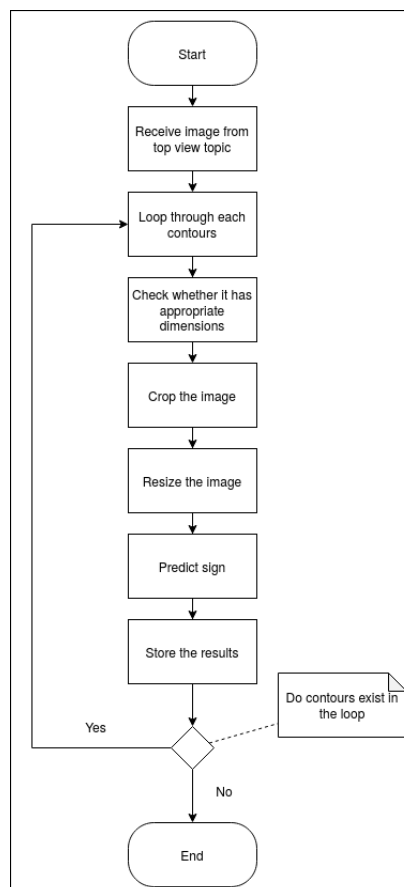 Start
Receive image from
top view topic
Loop through each
contours
Check whether it has
appropriate
dimensions
Crop the image
Resize the image
Predict sign
Store the results
Do contours exist in
the loop
Yes
No
End